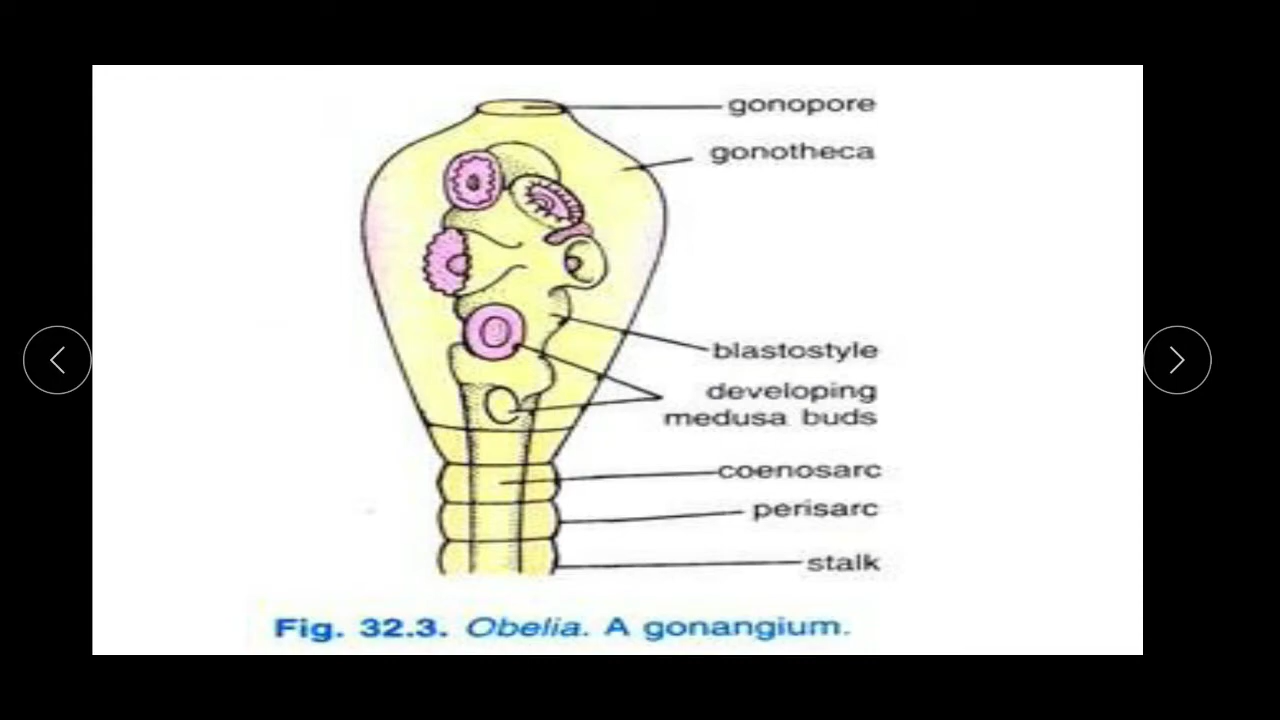 gonopore
gonotheca
blastostyle
developing
medusa buds
coenosarc
perisarc
stalk
Fig. 32.3. Obelia. A gonangium.